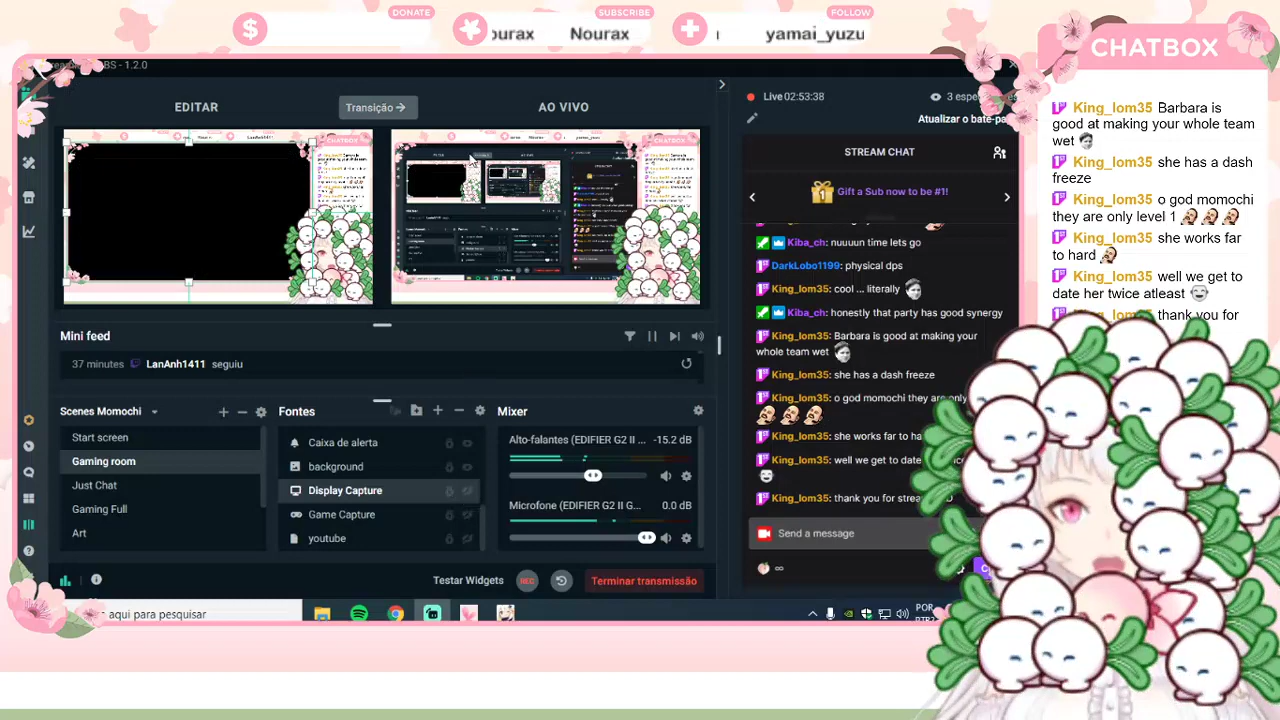 DONATE
SUBSCRIBE
FOLLOW
ourax Nourax
yamai_yuzu
CHATBOX
BS - 1.2.0
EDITAR
Transição
AO VIVO
Live 02:53:38
3
Atualizar o
STREAM CHAT
Gift a Sub now to be #1!
Kiba_ch: nuuuun time lets go
DarkLobo1199: physical dps
King_lom35: cool ... literally
Kiba_ch: honestly that party has good synergy
King_lom35: Barbara is good at making your
whole team wet
King_lom35: she has a dash freeze
King_lom35: o god momochi they are only
King_lom35: she works far to
King_lom35: well we get to date
King_lom35: thank you for
Send a message
Mini feed
37 minutes LanAnh1411 seguiu
Scenes Momochi
Start screen
Gaming room
Just Chat
Gaming Full
Art
Fontes
Caixa de alerta
background
Display Capture
Game Capture
youtube
Mixer
Alto-falantes (EDIFIER G2 II ... -15.2 dB
Microfone (EDIFIER G2 II G... 0.0 dB
Testar Widgets
REC
Terminar transmissão
aqui para pesquisar
POR
King_lom35 Barbara is
good at making your whole team
wet
King_lom35 she has a dash
freeze
King_lom35 o god momochi
they are only level 1
King_lom35 she works far
to hard
King_lom35 well we get to
date her twice atleast
King_lom35 thank you for